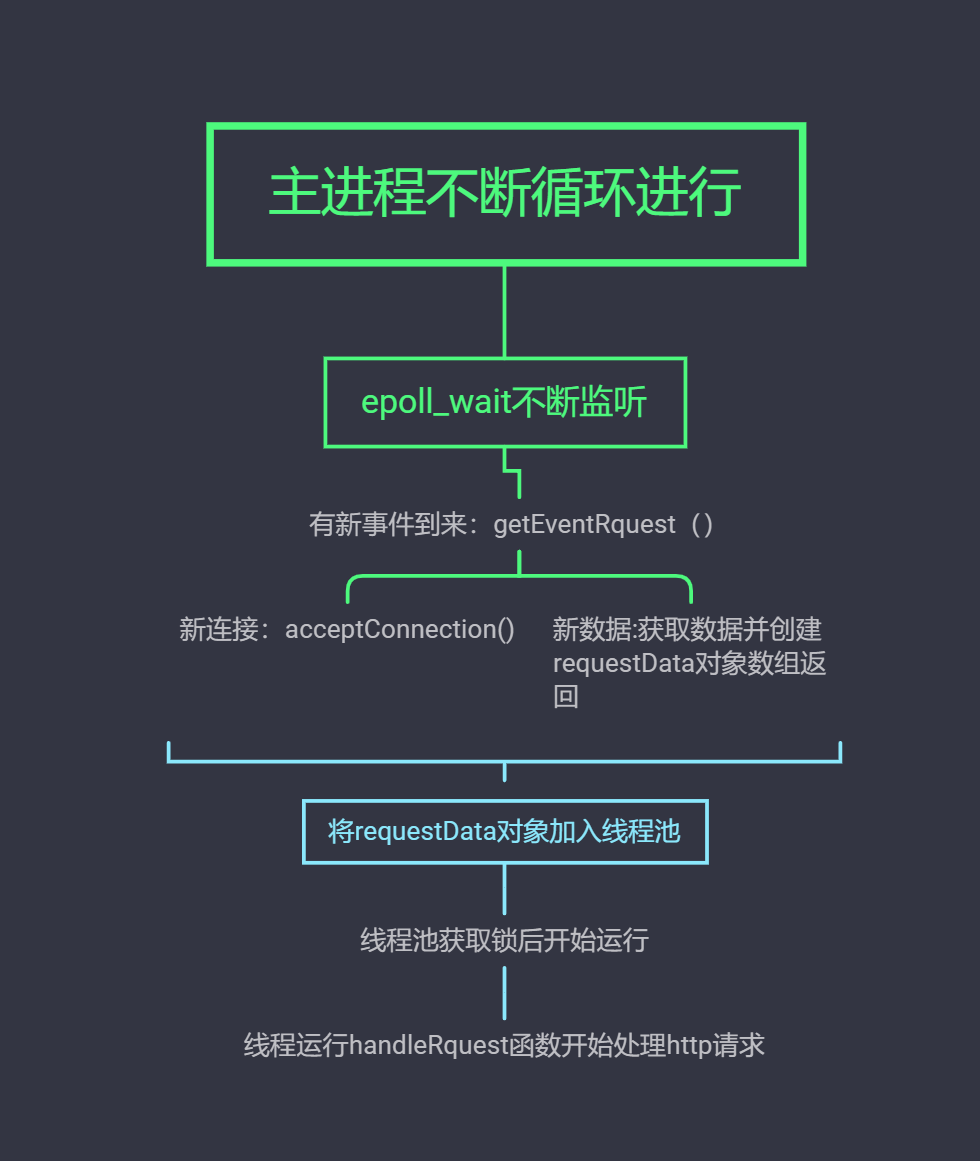 主进程不断循环进行
epoll_wait不断监听
有新事件到来：getEventRquest（）
新连接：acceptConnection()
新数据:获取数据并创建
requestData对象数组返
回
将requestData对象加入线程池
线程池获取锁后开始运行
线程运行handleRquest函数开始处理http请求